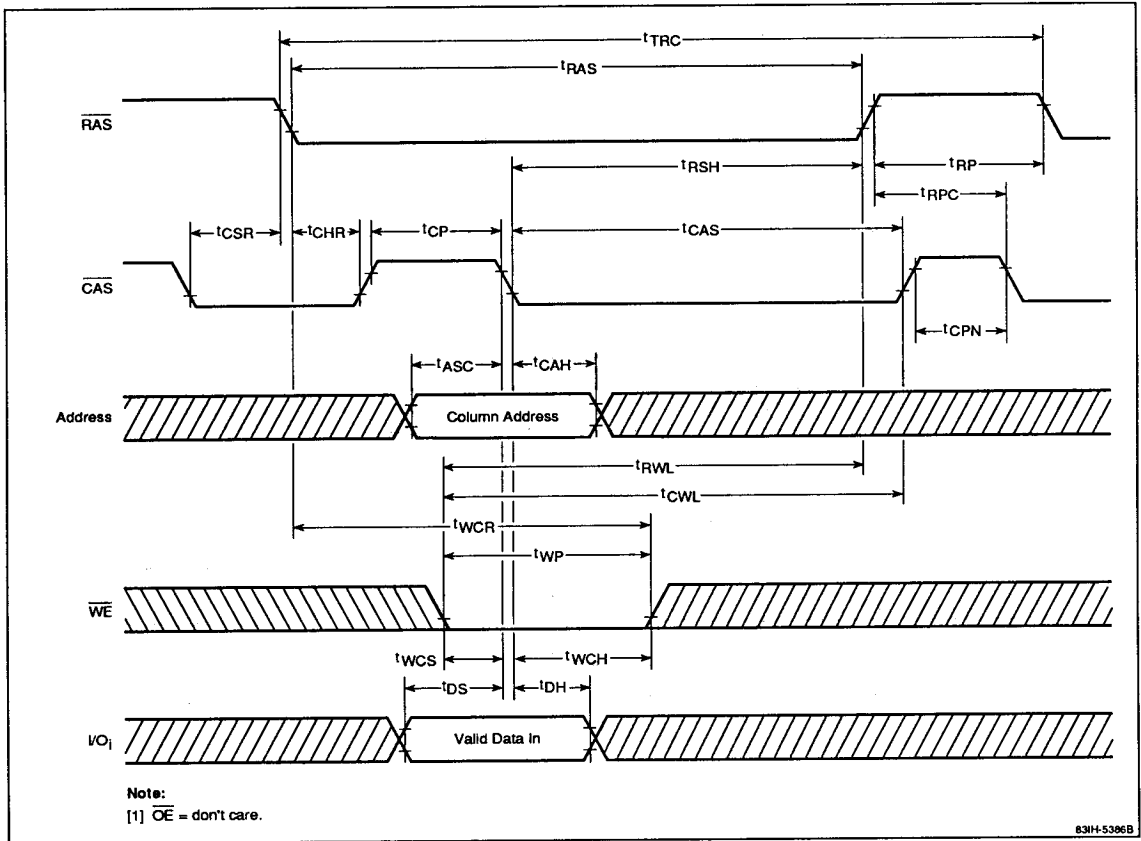 tTRC
tRAS
RAS
tRSH
tRP
tRPC
tCSR
tCHR
tCP
tCAS
CAS
tCPN
tASC
tCAH
Address
Column Address
tRWL
tCWL
tWCR
tWP
WE
tWCS
tWCH
tDS
tDH
I/Oi
Valid Data In
Note:
[1] OE = don't care.
83IH-5386B